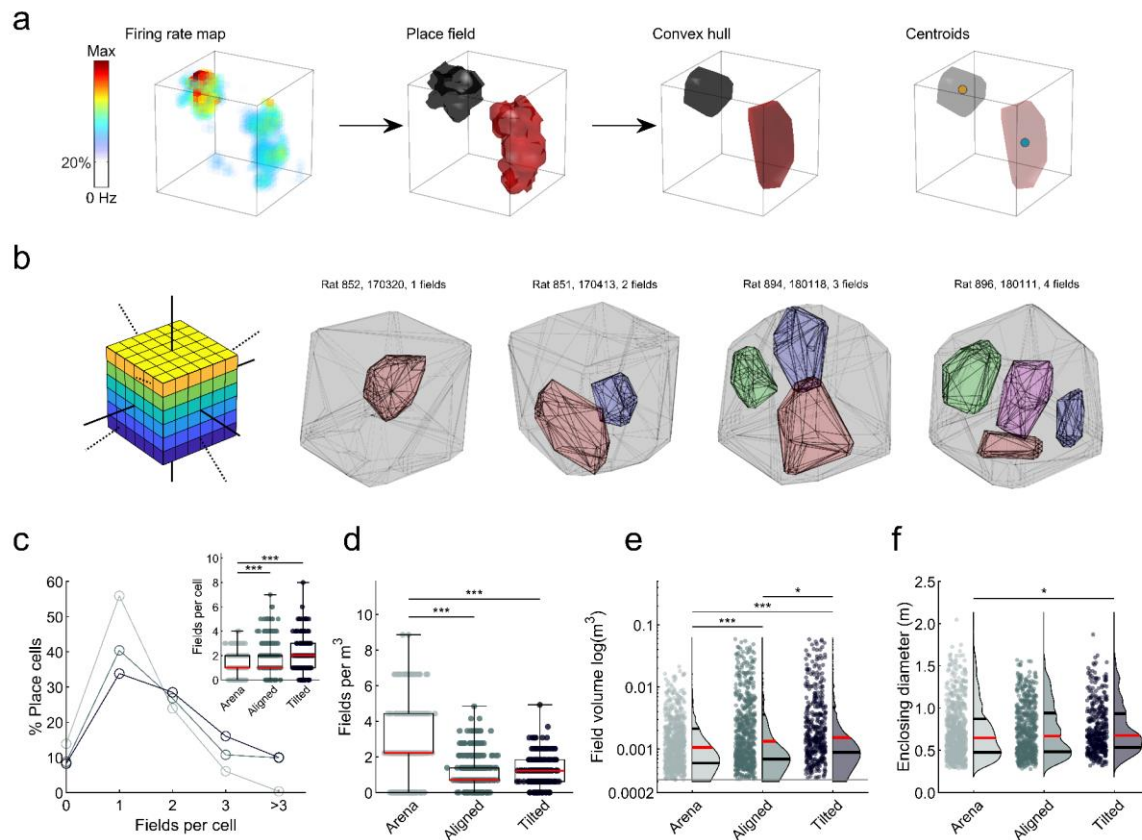 a
Firing rate map
Place field
Convex hull
Centroids
Max
20%
0 Hz
b
Rat 852, 170320, 1 fields
Rat 851, 170413, 2 fields
Rat 894, 180118, 3 fields
Rat 896, 180111, 4 fields
c
% Place cells
60
50
40
30
20
10
0
0 1 2 3 >3
Fields per cell
Fields per cell
10
8
6
4
2
0
***
***
Arena Aligned Tilted
d
Fields per m³
8
6
4
2
0
***
***
Arena Aligned Tilted
e
Field volume log(m³)
0.1
0.01
0.001
0.0002
*
***
***
Arena Aligned Tilted
f
Enclosing diameter (m)
2.5
2.0
1.5
1.0
0.5
0
*
Arena Aligned Tilted